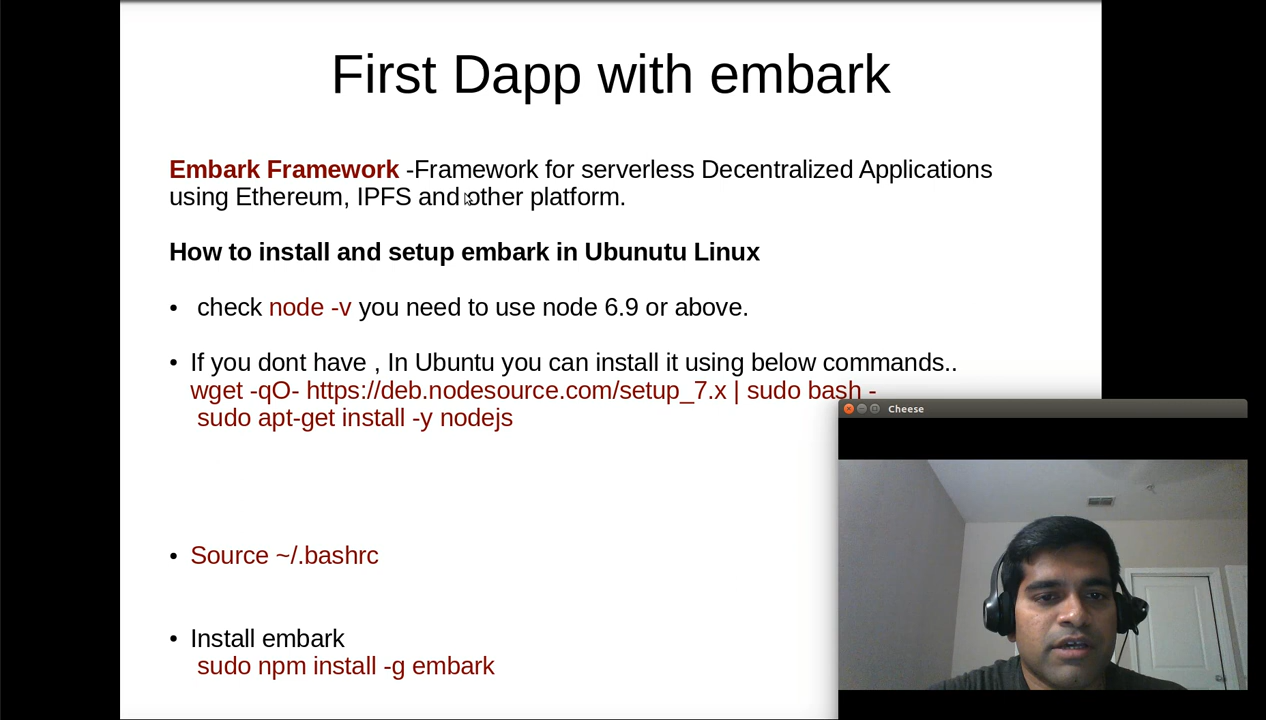 First Dapp with embark
Embark Framework -Framework for serverless Decentralized Applications
using Ethereum, IPFS and other platform.
How to install and setup embark in Ubunutu Linux
• check node -v you need to use node 6.9 or above.
• If you dont have , In Ubuntu you can install it using below commands..
wget -qO- https://deb.nodesource.com/setup_7.x | sudo bash -
sudo apt-get install -y nodejs
Cheese
• Source ~/.bashrc
• Install embark
sudo npm install -g embark